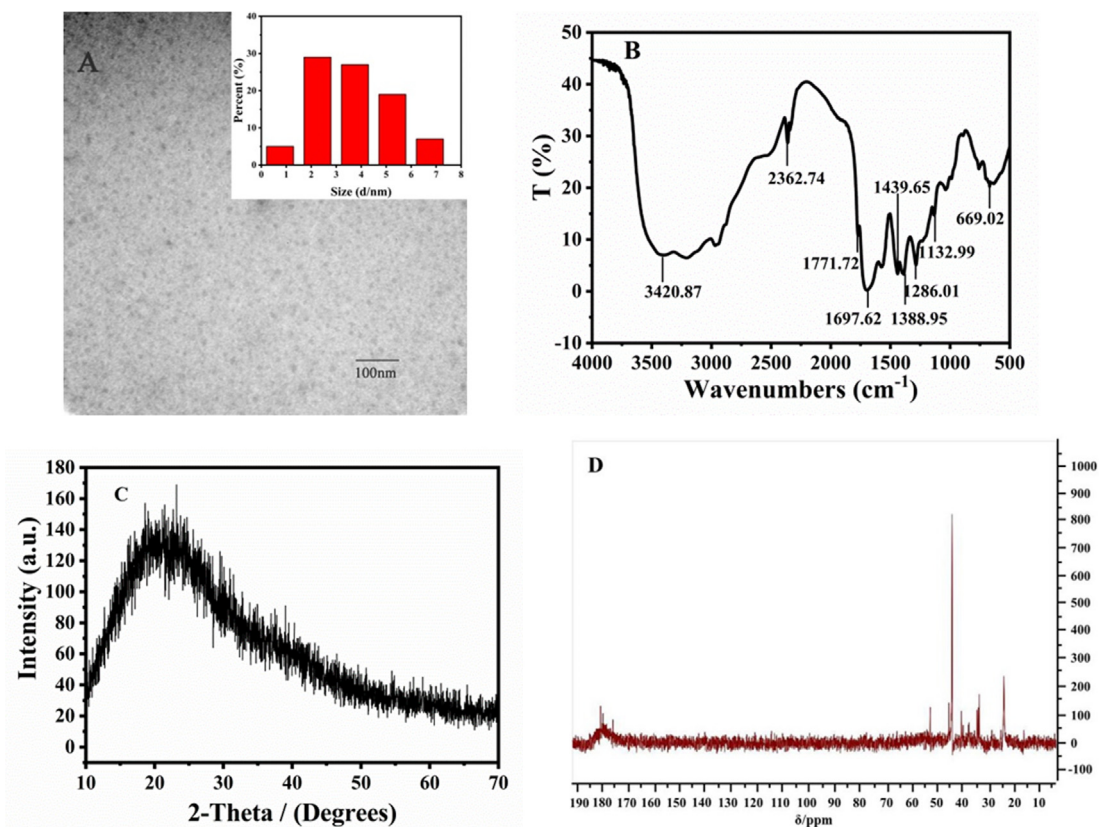 A
40
30
20
10
0
Percent (%)
0 1 2 3 4 5 6 7 8
Size (d/nm)
100nm
B
50
40
30
20
10
0
-10
T (%)
2362.74
1439.65
669.02
1771.72
1132.99
3420.87
1286.01
1697.62
1388.95
4000 3500 3000 2500 2000 1500 1000 500
Wavenumbers (cm⁻¹)
C
180
160
140
120
100
80
60
40
20
0
Intensity (a.u.)
10 20 30 40 50 60 70
2-Theta / (Degrees)
D
1000
900
800
700
600
500
400
300
200
100
0
-100
190 180 170 160 150 140 130 120 110 100 90 80 70 60 50 40 30 20 10
δ/ppm